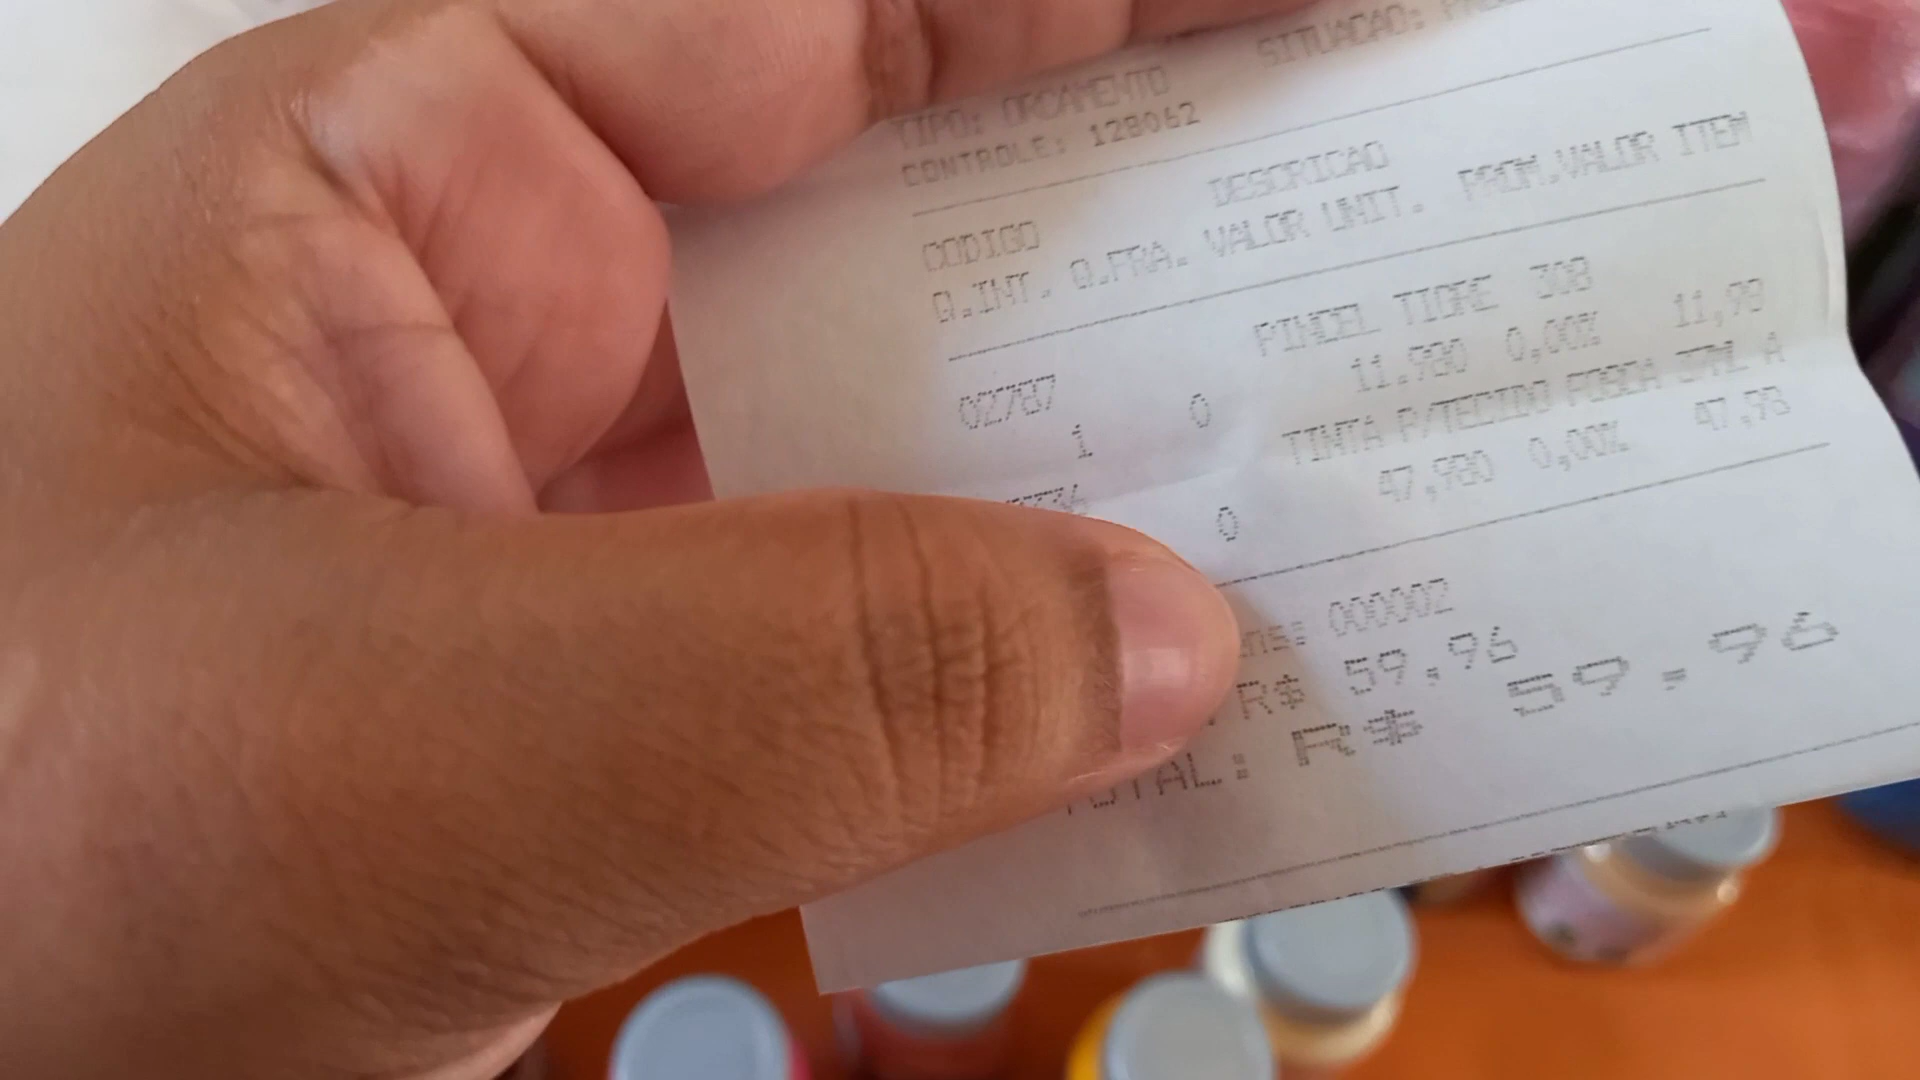 TIPO: ORCAMENTO SITUACAO:
CONTROLE: 128062
CODIGO DESCRICAO
Q.INT. Q.FRA. VALOR UNIT. PROM.VALOR ITEM
02787 PINCEL TIGRE 308
1 0 11.980 0,00% 11,98
TINTA P/TECIDO A
0 47,980 0,00% 47,98
000002
R$ 59,96
TOTAL: R$ 59,96